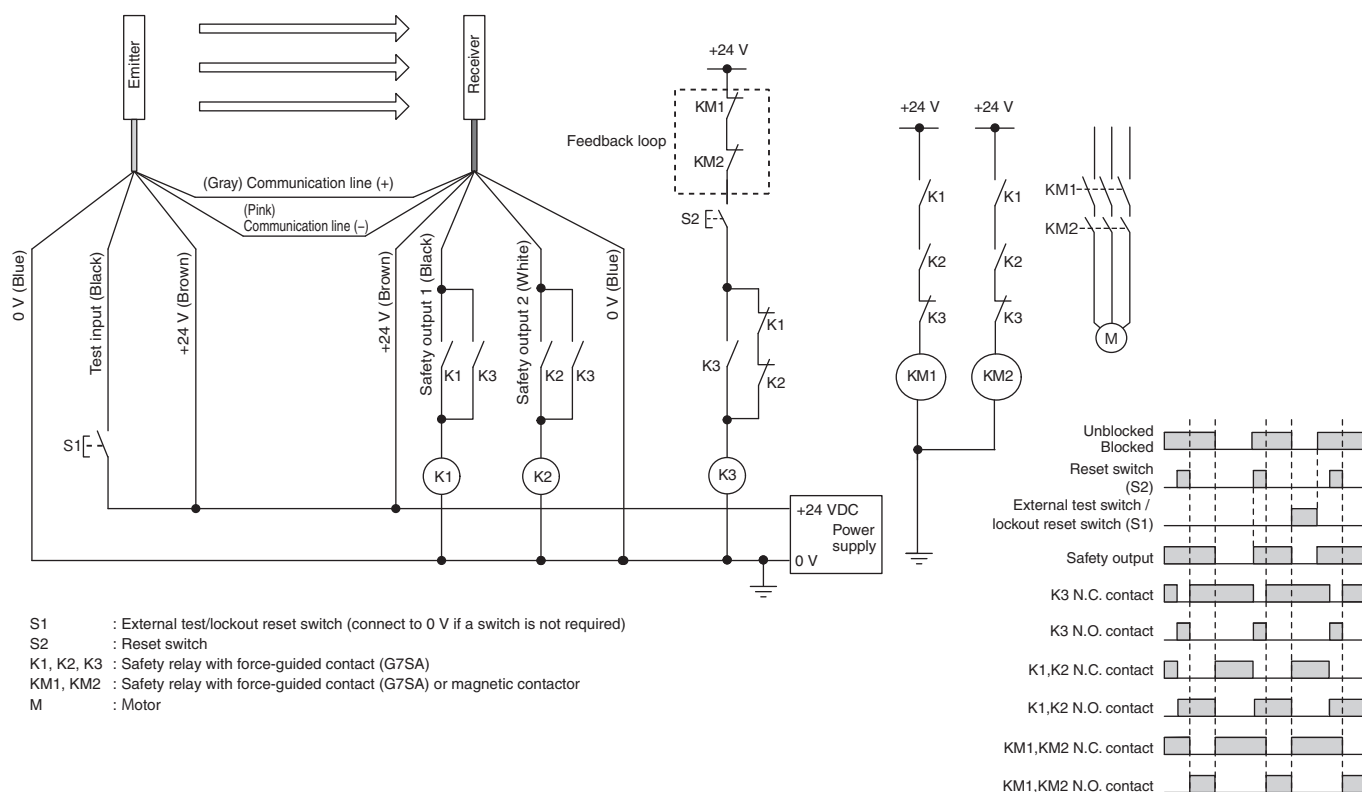 Emitter
Receiver
+24 V
KM1
Feedback loop
KM2
+24 V
+24 V
(Gray) Communication line (+)
(Pink)
Communication line (−)
S2
K1
K1
KM1
KM2
0 V (Blue)
Test input (Black)
+24 V (Brown)
+24 V (Brown)
Safety output 1 (Black)
Safety output 2 (White)
0 V (Blue)
K2
K2
K1
K3
K3
M
K1
K3
K2
K3
K3
K2
KM1
KM2
S1
K1
K2
K3
+24 VDC
Power
supply
0 V
Unblocked
Blocked
Reset switch
(S2)
External test switch /
lockout reset switch (S1)
Safety output
K3 N.C. contact
K3 N.O. contact
K1,K2 N.C. contact
K1,K2 N.O. contact
KM1,KM2 N.C. contact
KM1,KM2 N.O. contact
S1 : External test/lockout reset switch (connect to 0 V if a switch is not required)
S2 : Reset switch
K1, K2, K3 : Safety relay with force-guided contact (G7SA)
KM1, KM2 : Safety relay with force-guided contact (G7SA) or magnetic contactor
M : Motor